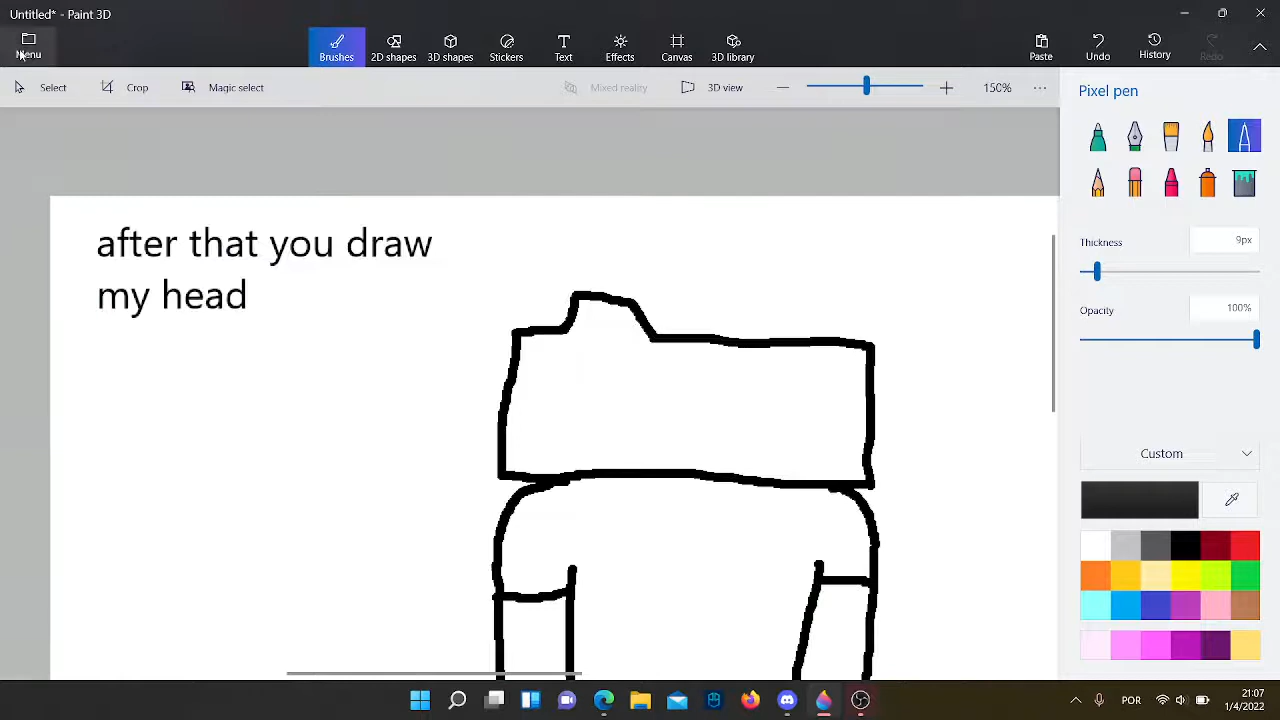 Untitled* - Paint 3D
Menu
Brushes
2D shapes
3D shapes
Stickers
Text
Effects
Canvas
3D library
Paste
Undo
History
Redo
Select
Crop
Magic select
Mixed reality
3D view
150%
Pixel pen
Thickness
9px
Opacity
100%
Custom
after that you draw
my head
POR
21:07
1/4/2022